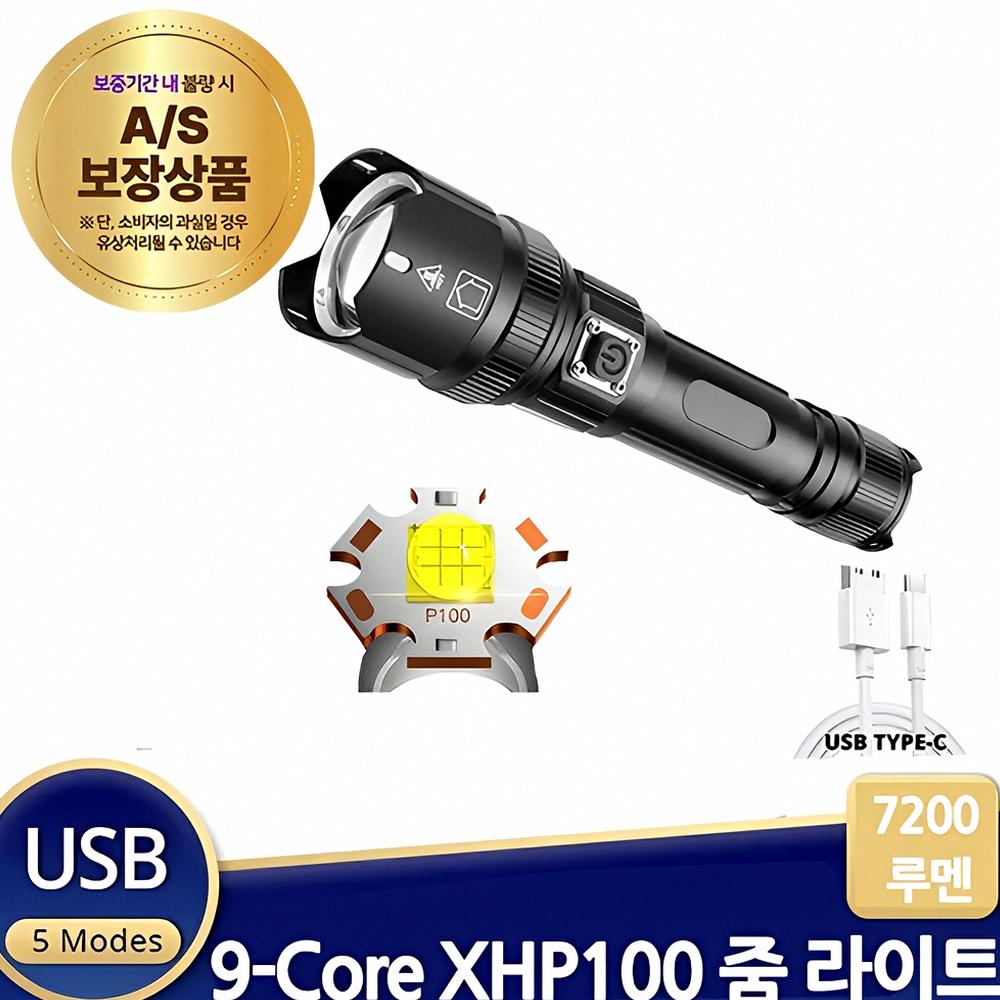 보증기간 내 불량 시
A/S
보장상품
※ 단, 소비자의 과실일 경우
유상처리될 수 있습니다
P100
USB TYPE-C
7200
루멘
USB
5 Modes
9-Core XHP100 줌 라이트